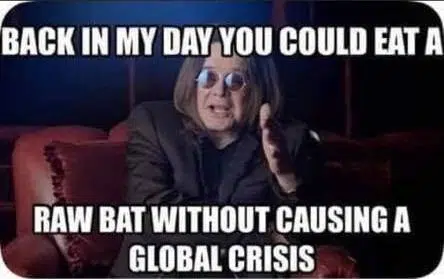 BACK IN MY DAY YOU COULD EAT A
RAW BAT WITHOUT CAUSING A
GLOBAL CRISIS